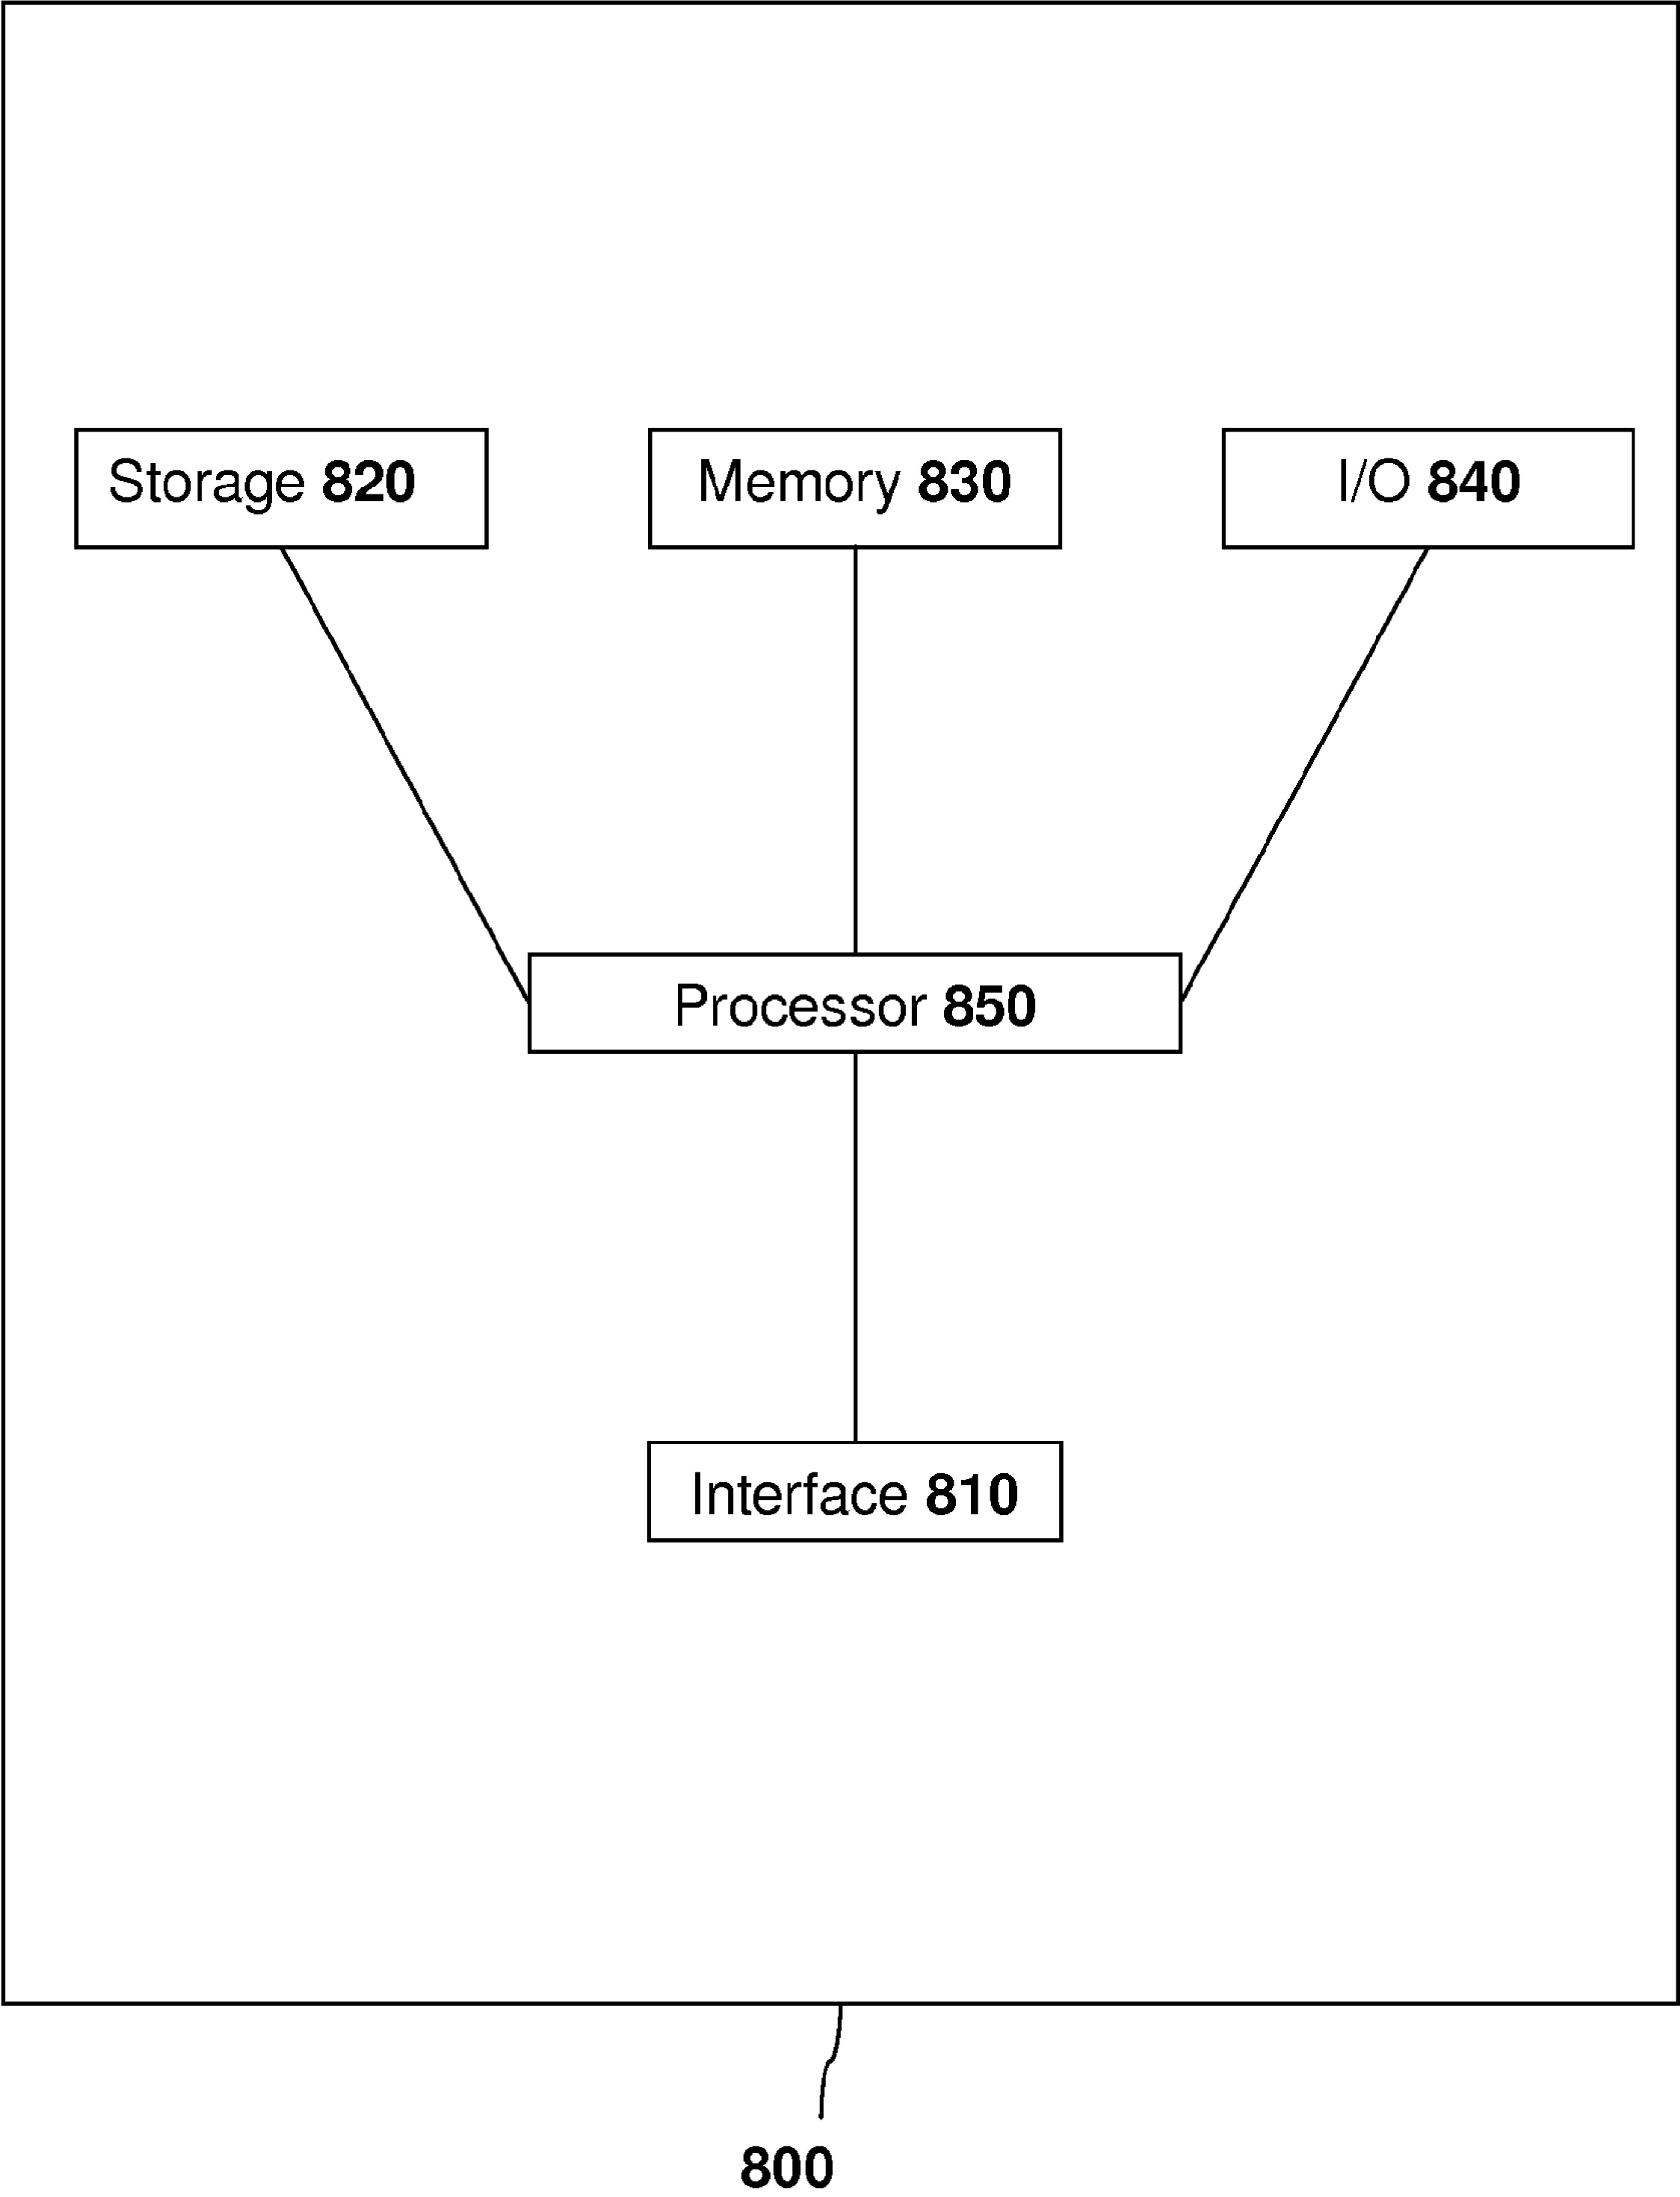 Storage 820
Memory 830
I/O 840
Processor 850
Interface 810
800